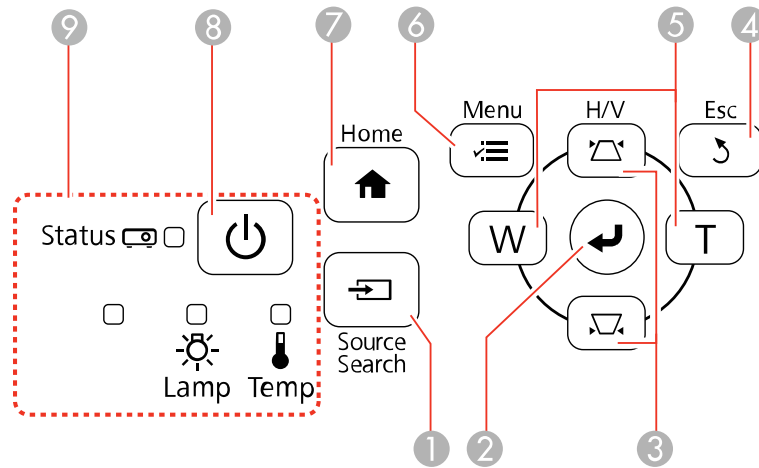 9 8 7 6 5 4
Menu H/V Esc
Home
Status
W T
Source
Search
Lamp Temp
1 2 3